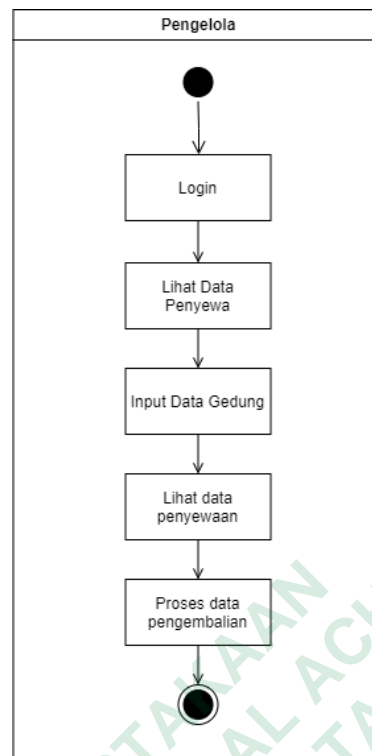 Pengelola
Login
Lihat Data
Penyewa
Input Data Gedung
Lihat data
penyewaan
Proses data
pengembalian